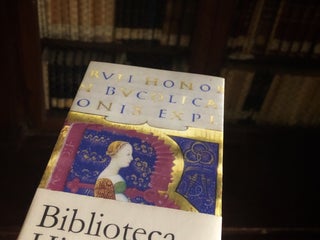 RVII HONO
N BVCOLICA
ONIS EXPL
Biblioteca